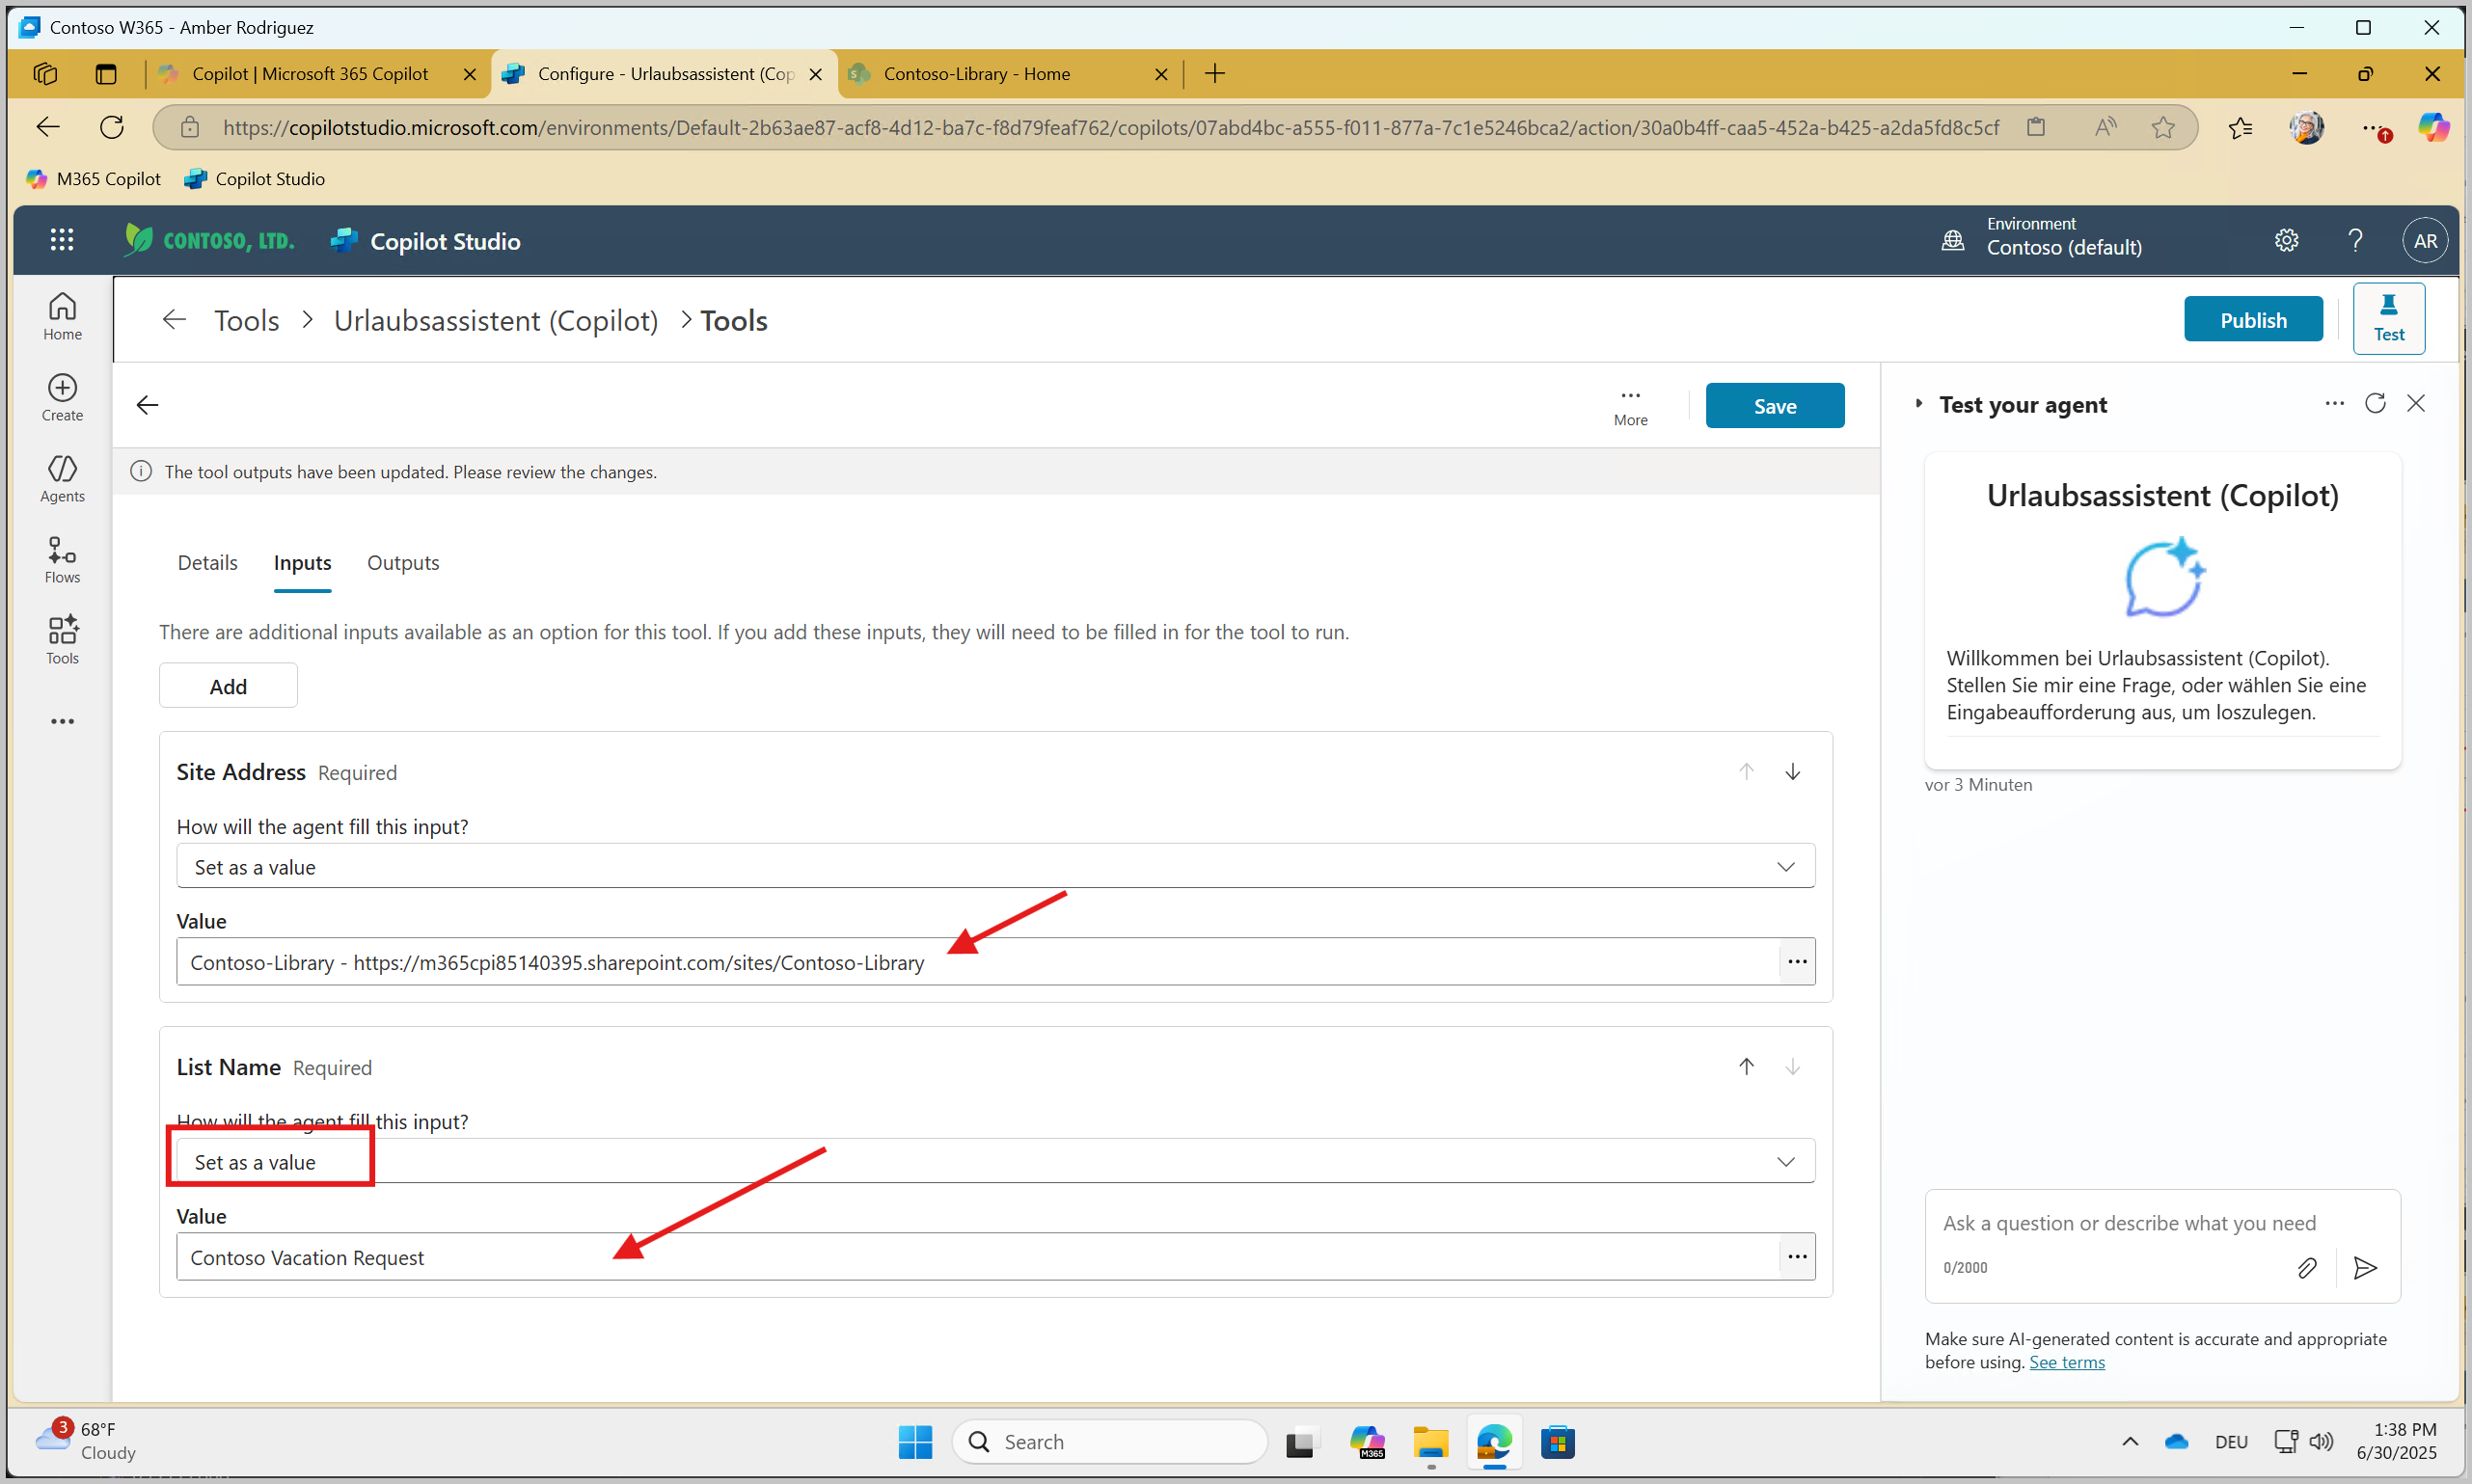 Contoso W365 - Amber Rodriguez
Copilot | Microsoft 365 Copilot
Configure - Urlaubsassistent (Cop
Contoso-Library - Home
https://copilotstudio.microsoft.com/environments/Default-2b63ae87-acf8-4d12-ba7c-f8d79feaf762/copilots/07abd4bc-a555-f011-877a-7c1e5246bca2/action/30a0b4ff-caa5-452a-b425-a2da5fd8c5cf
M365 Copilot
Copilot Studio
CONTOSO, LTD.
Copilot Studio
Environment
Contoso (default)
AR
Home
Create
Agents
Flows
Tools
Tools > Urlaubsassistent (Copilot) > Tools
Publish
Test
More
Save
The tool outputs have been updated. Please review the changes.
Details
Inputs
Outputs
There are additional inputs available as an option for this tool. If you add these inputs, they will need to be filled in for the tool to run.
Add
Site Address Required
How will the agent fill this input?
Set as a value
Value
Contoso-Library - https://m365cpi85140395.sharepoint.com/sites/Contoso-Library
List Name Required
How will the agent fill this input?
Set as a value
Value
Contoso Vacation Request
Test your agent
Urlaubsassistent (Copilot)
Willkommen bei Urlaubsassistent (Copilot).
Stellen Sie mir eine Frage, oder wählen Sie eine
Eingabeaufforderung aus, um loszulegen.
vor 3 Minuten
Ask a question or describe what you need
0/2000
Make sure AI-generated content is accurate and appropriate
before using. See terms
3
68°F
Cloudy
Search
M365
DEU
1:38 PM
6/30/2025